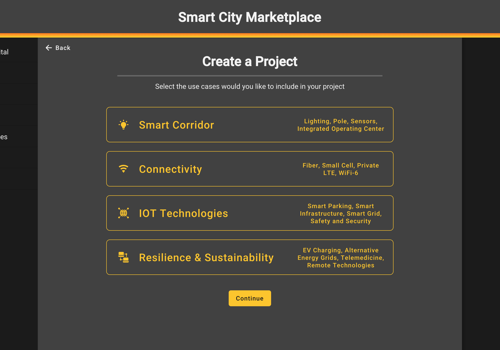 Smart City Marketplace
tal
Back
Create a Project
Select the use cases would you like to include in your project
Smart Corridor
Lighting, Pole, Sensors,
Integrated Operating Center
es
Connectivity
Fiber, Small Cell, Private
LTE, WiFi-6
IOT Technologies
Smart Parking, Smart
Infrastructure, Smart Grid,
Safety and Security
Resilience & Sustainability
EV Charging, Alternative
Energy Grids, Telemedicine,
Remote Technologies
Continue